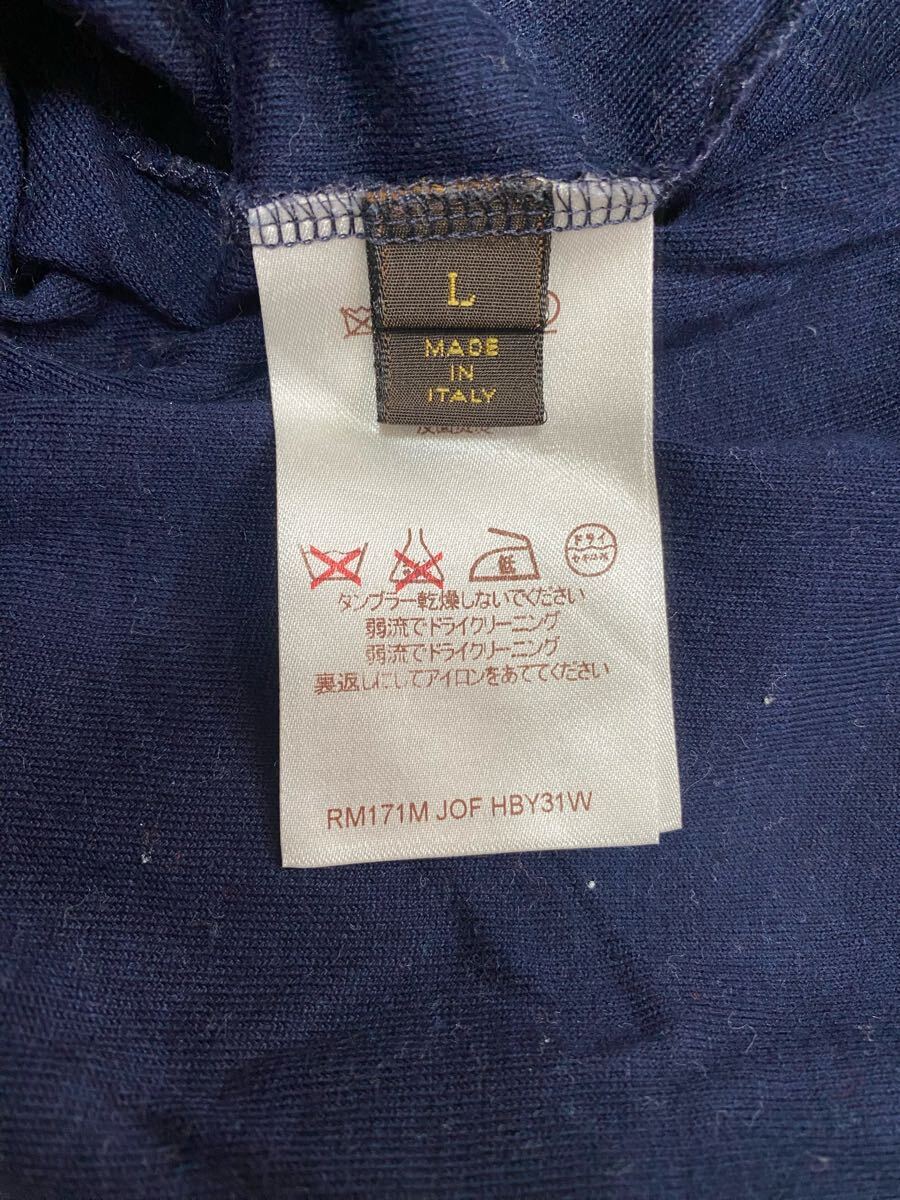 L
MADE
IN
ITALY
低
ドライ
タンブラー乾燥しないでください
弱流でドライクリーニング
弱流でドライクリーニング
裏返しにしてアイロンをあててください
RM171M JOF HBY31W